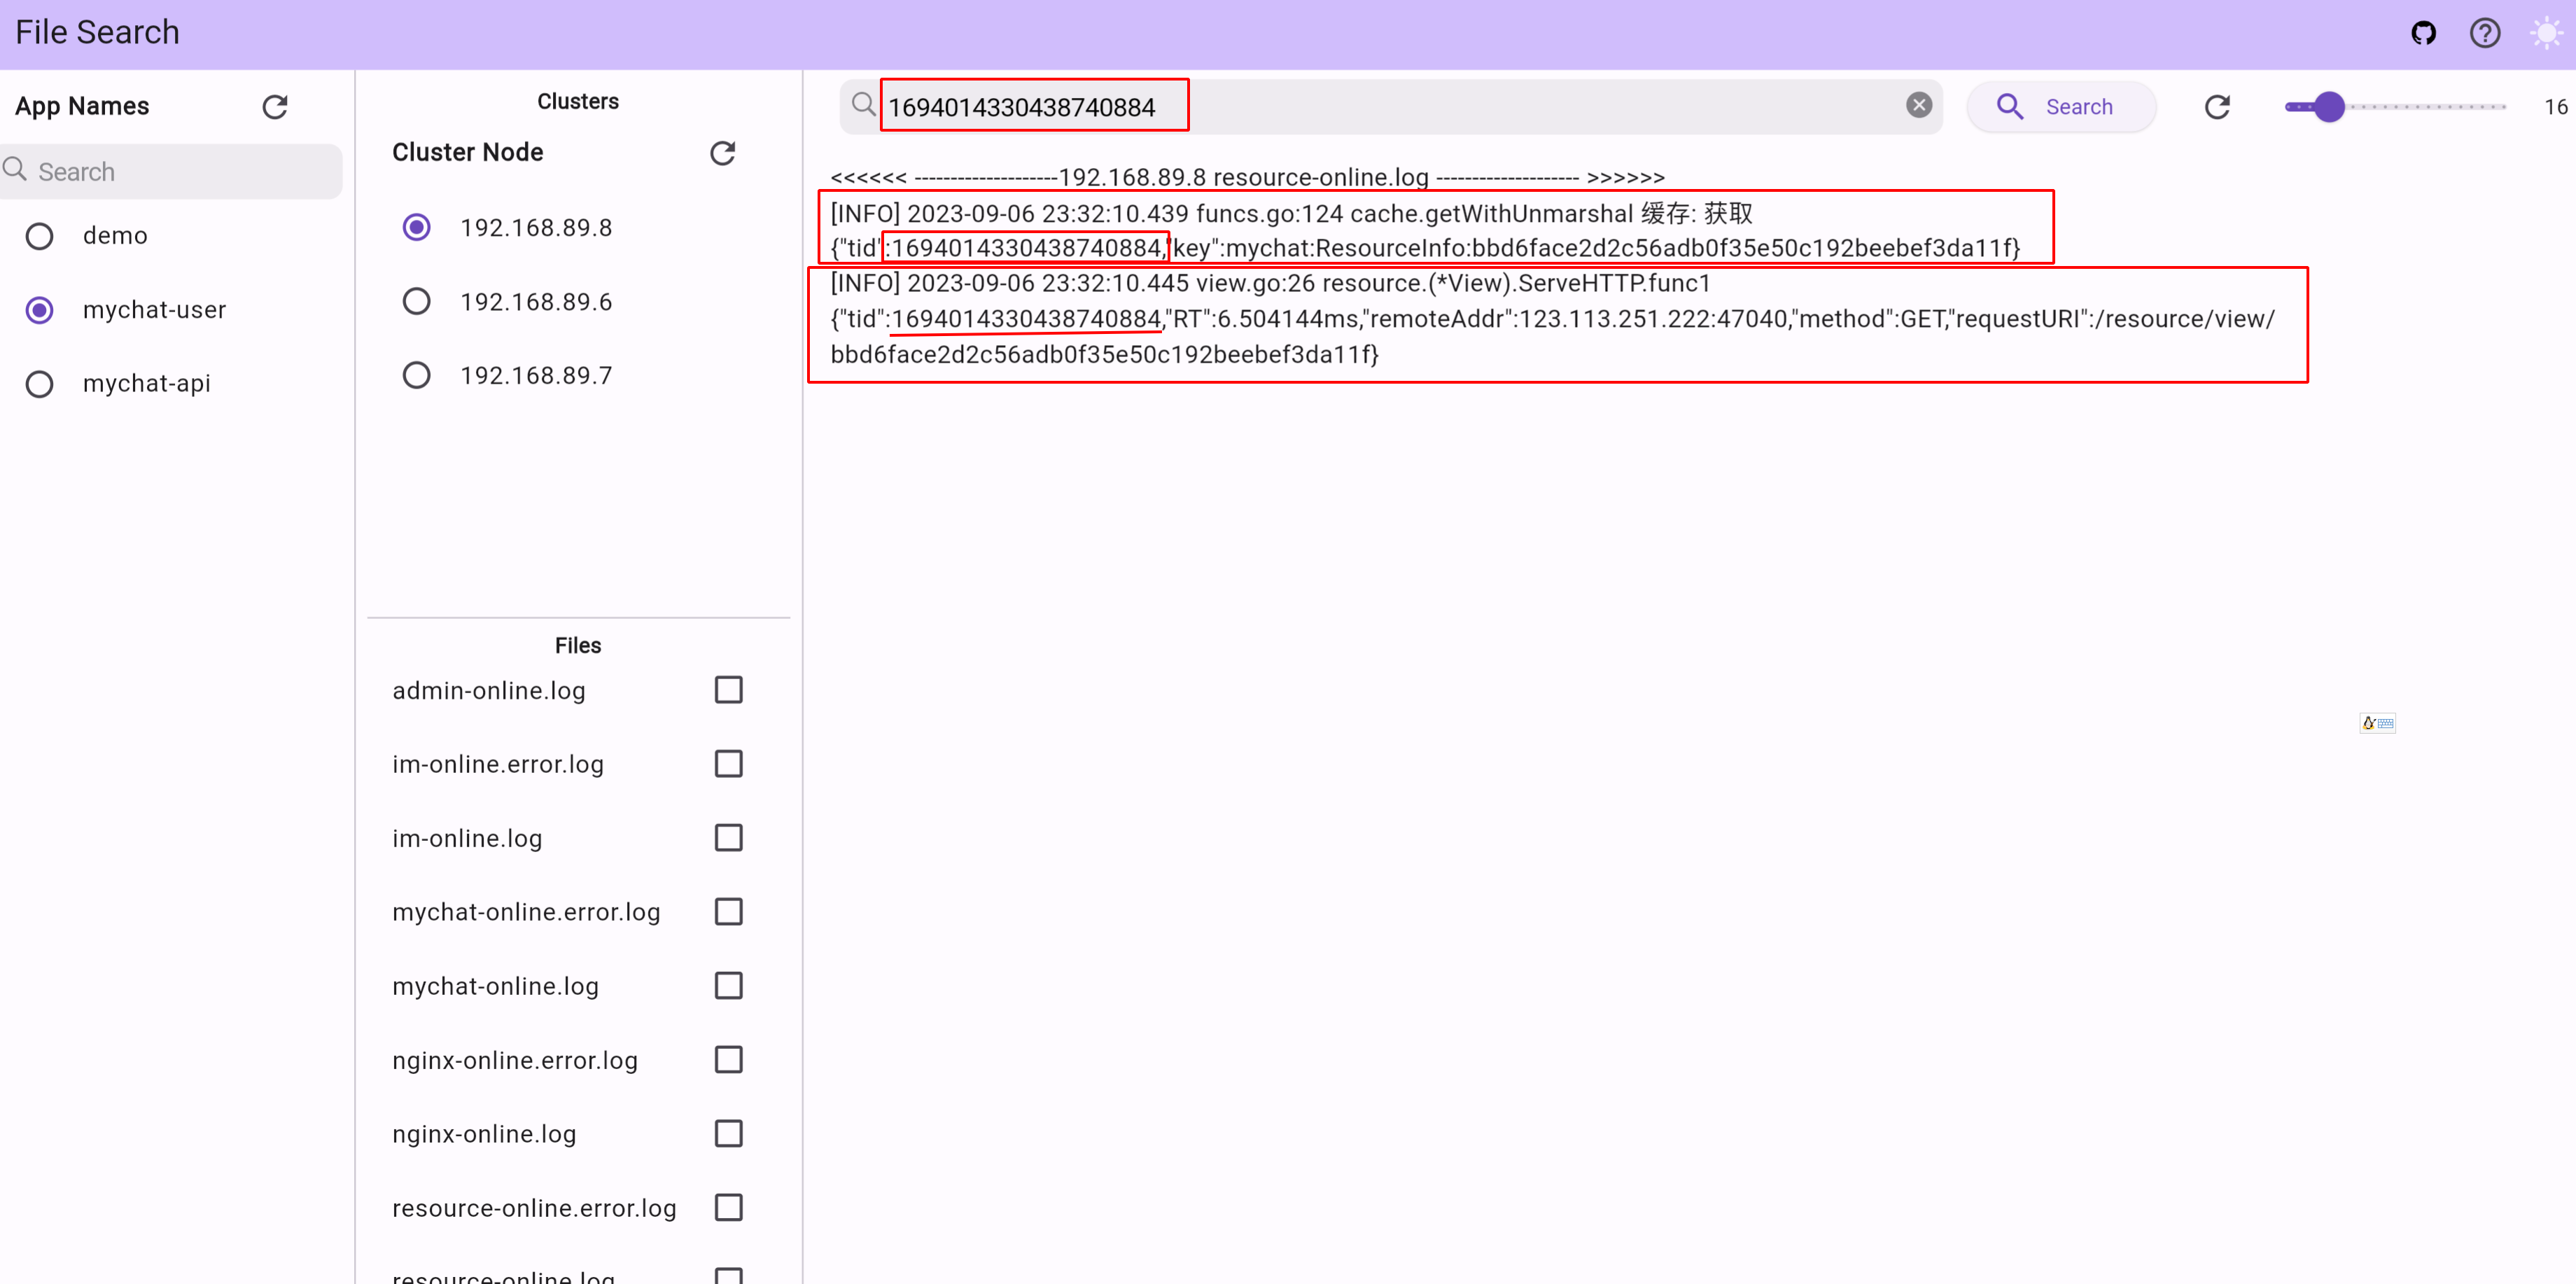 File Search
App Names
Search
demo
mychat-user
mychat-api
Clusters
Cluster Node
192.168.89.8
192.168.89.6
192.168.89.7
Files
admin-online.log
im-online.error.log
im-online.log
mychat-online.error.log
mychat-online.log
nginx-online.error.log
nginx-online.log
resource-online.error.log
resource-online.log
1694014330438740884
Search
16
<<<<<< --------------------192.168.89.8 resource-online.log -------------------- >>>>>>
[INFO] 2023-09-06 23:32:10.439 funcs.go:124 cache.getWithUnmarshal 缓存: 获取
{"tid":1694014330438740884,"key":mychat:ResourceInfo:bbd6face2d2c56adb0f35e50c192beebef3da11f}
[INFO] 2023-09-06 23:32:10.445 view.go:26 resource.(*View).ServeHTTP.func1
{"tid":1694014330438740884,"RT":6.504144ms,"remoteAddr":123.113.251.222:47040,"method":GET,"requestURI":/resource/view/
bbd6face2d2c56adb0f35e50c192beebef3da11f}